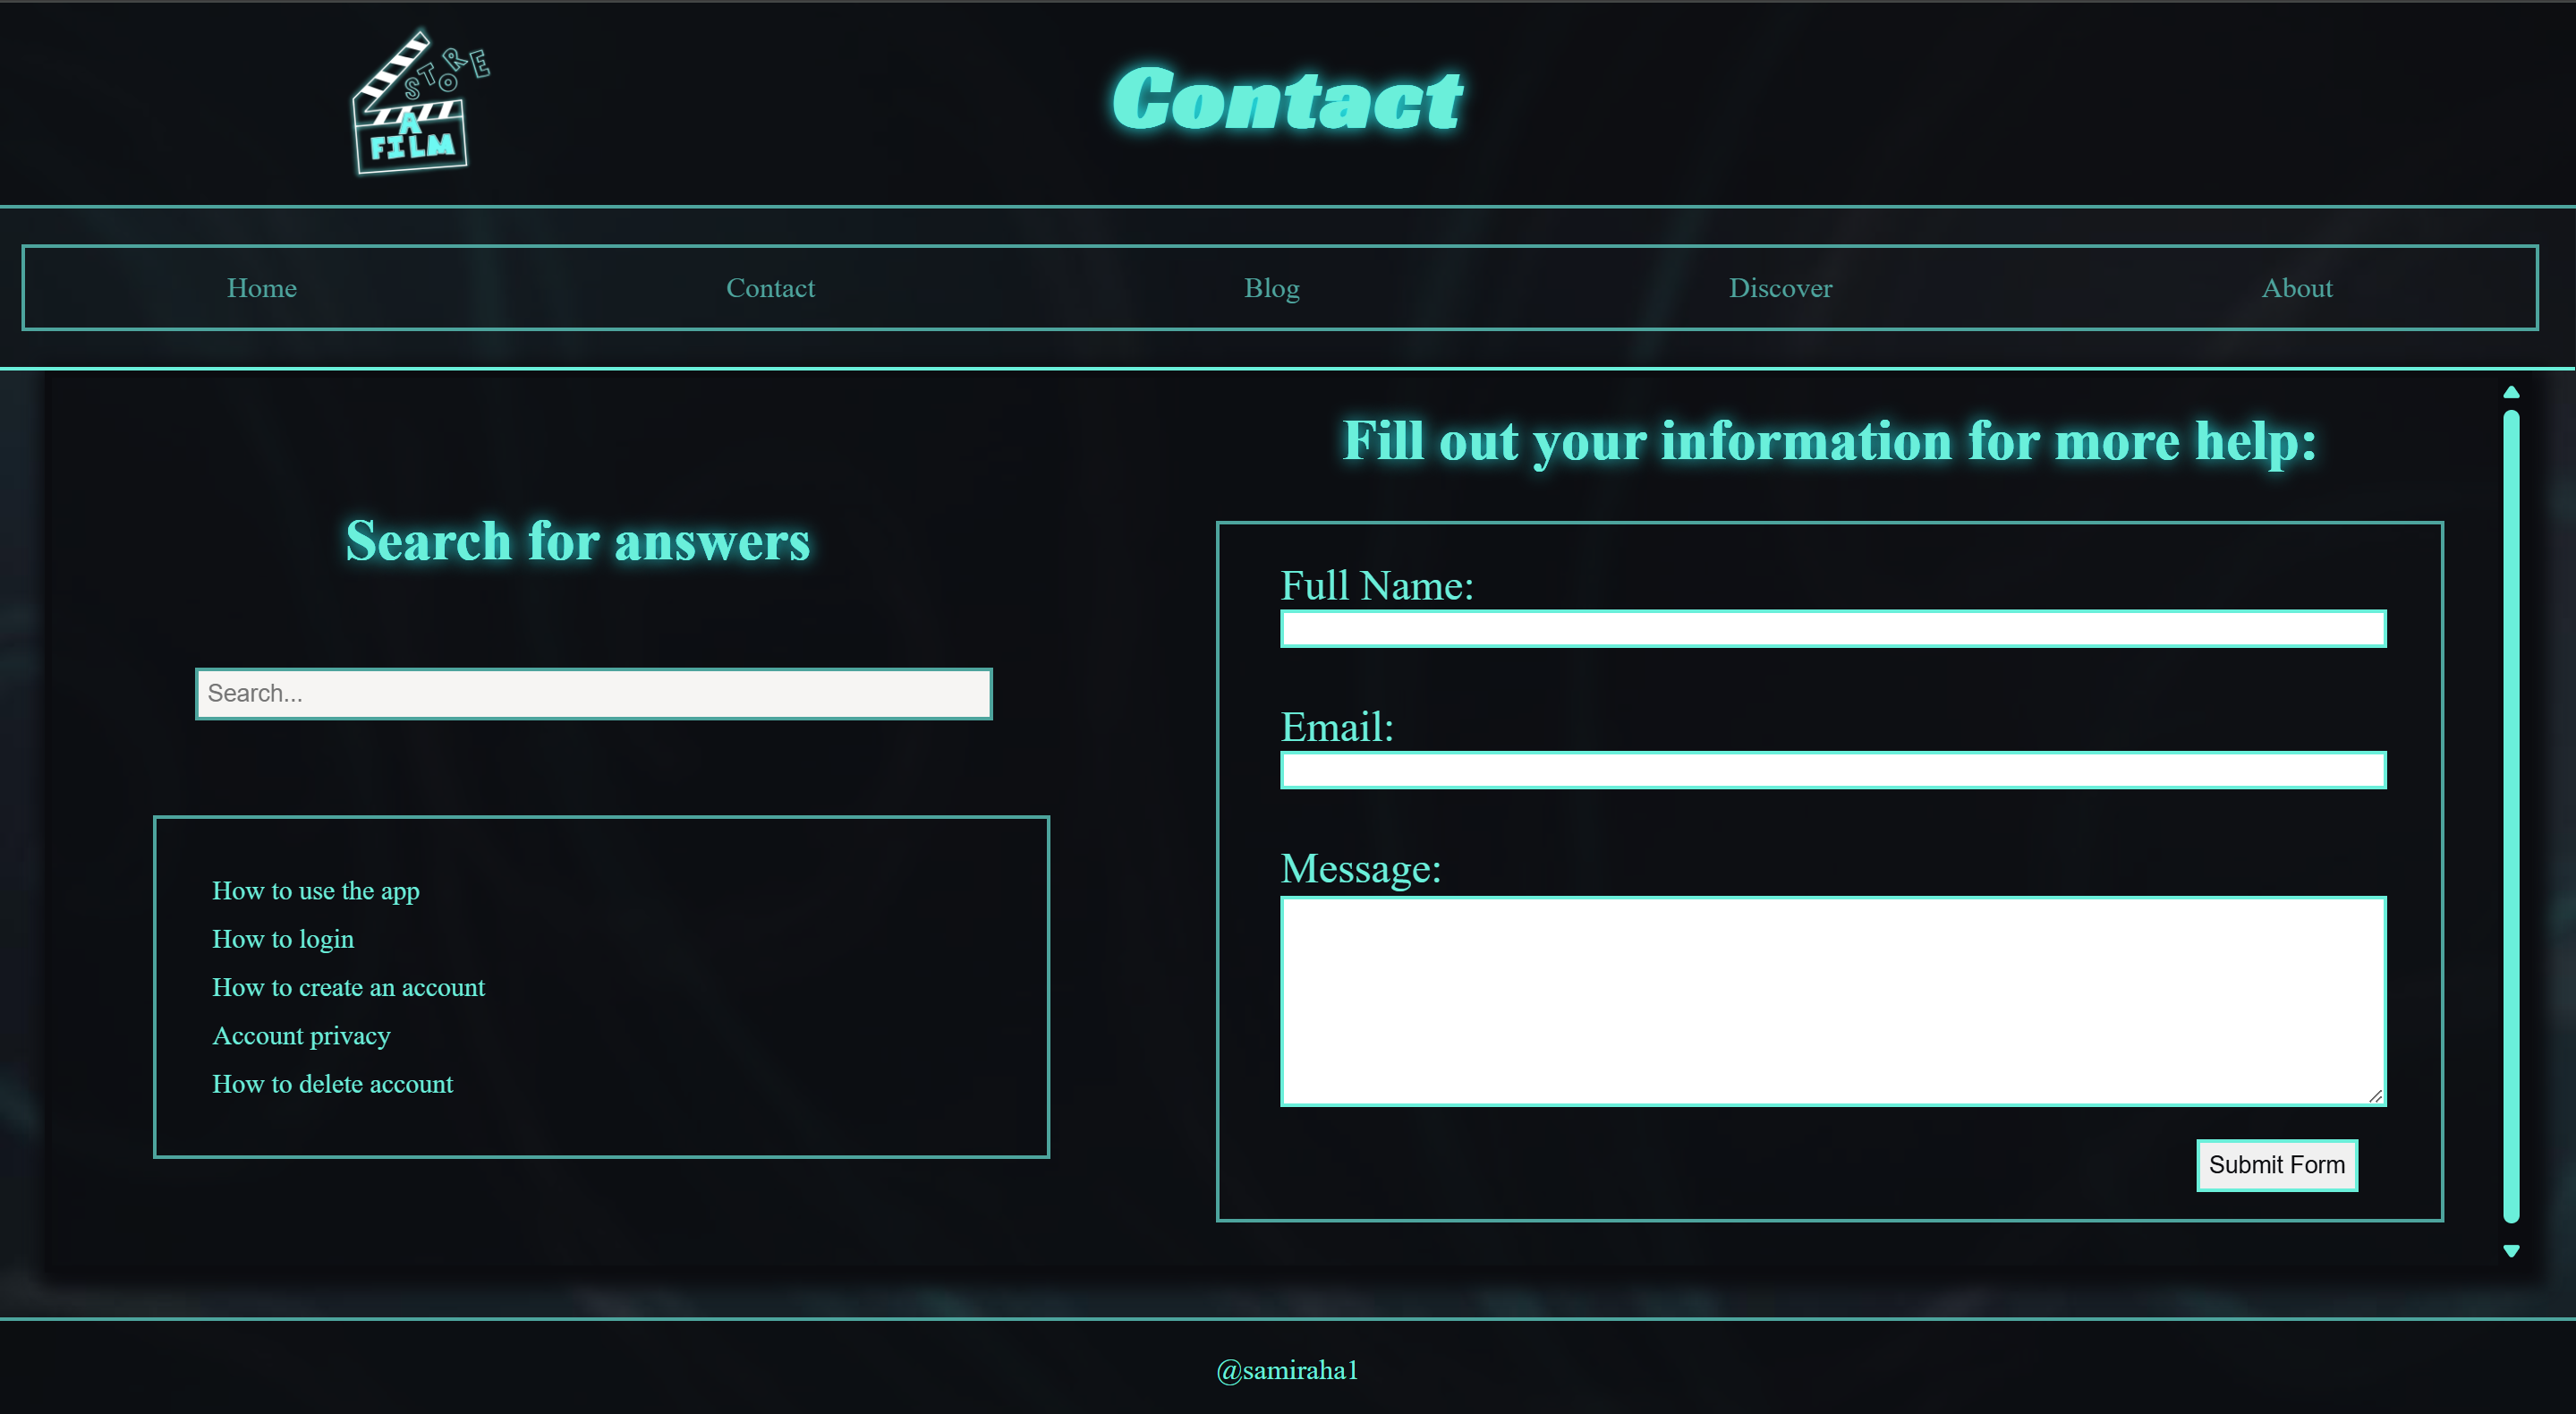 STORE
A
FILM
Contact
Home Contact Blog Discover About
Search for answers
Search...
How to use the app
How to login
How to create an account
Account privacy
How to delete account
Fill out your information for more help:
Full Name:
Email:
Message:
Submit Form
@samiraha1